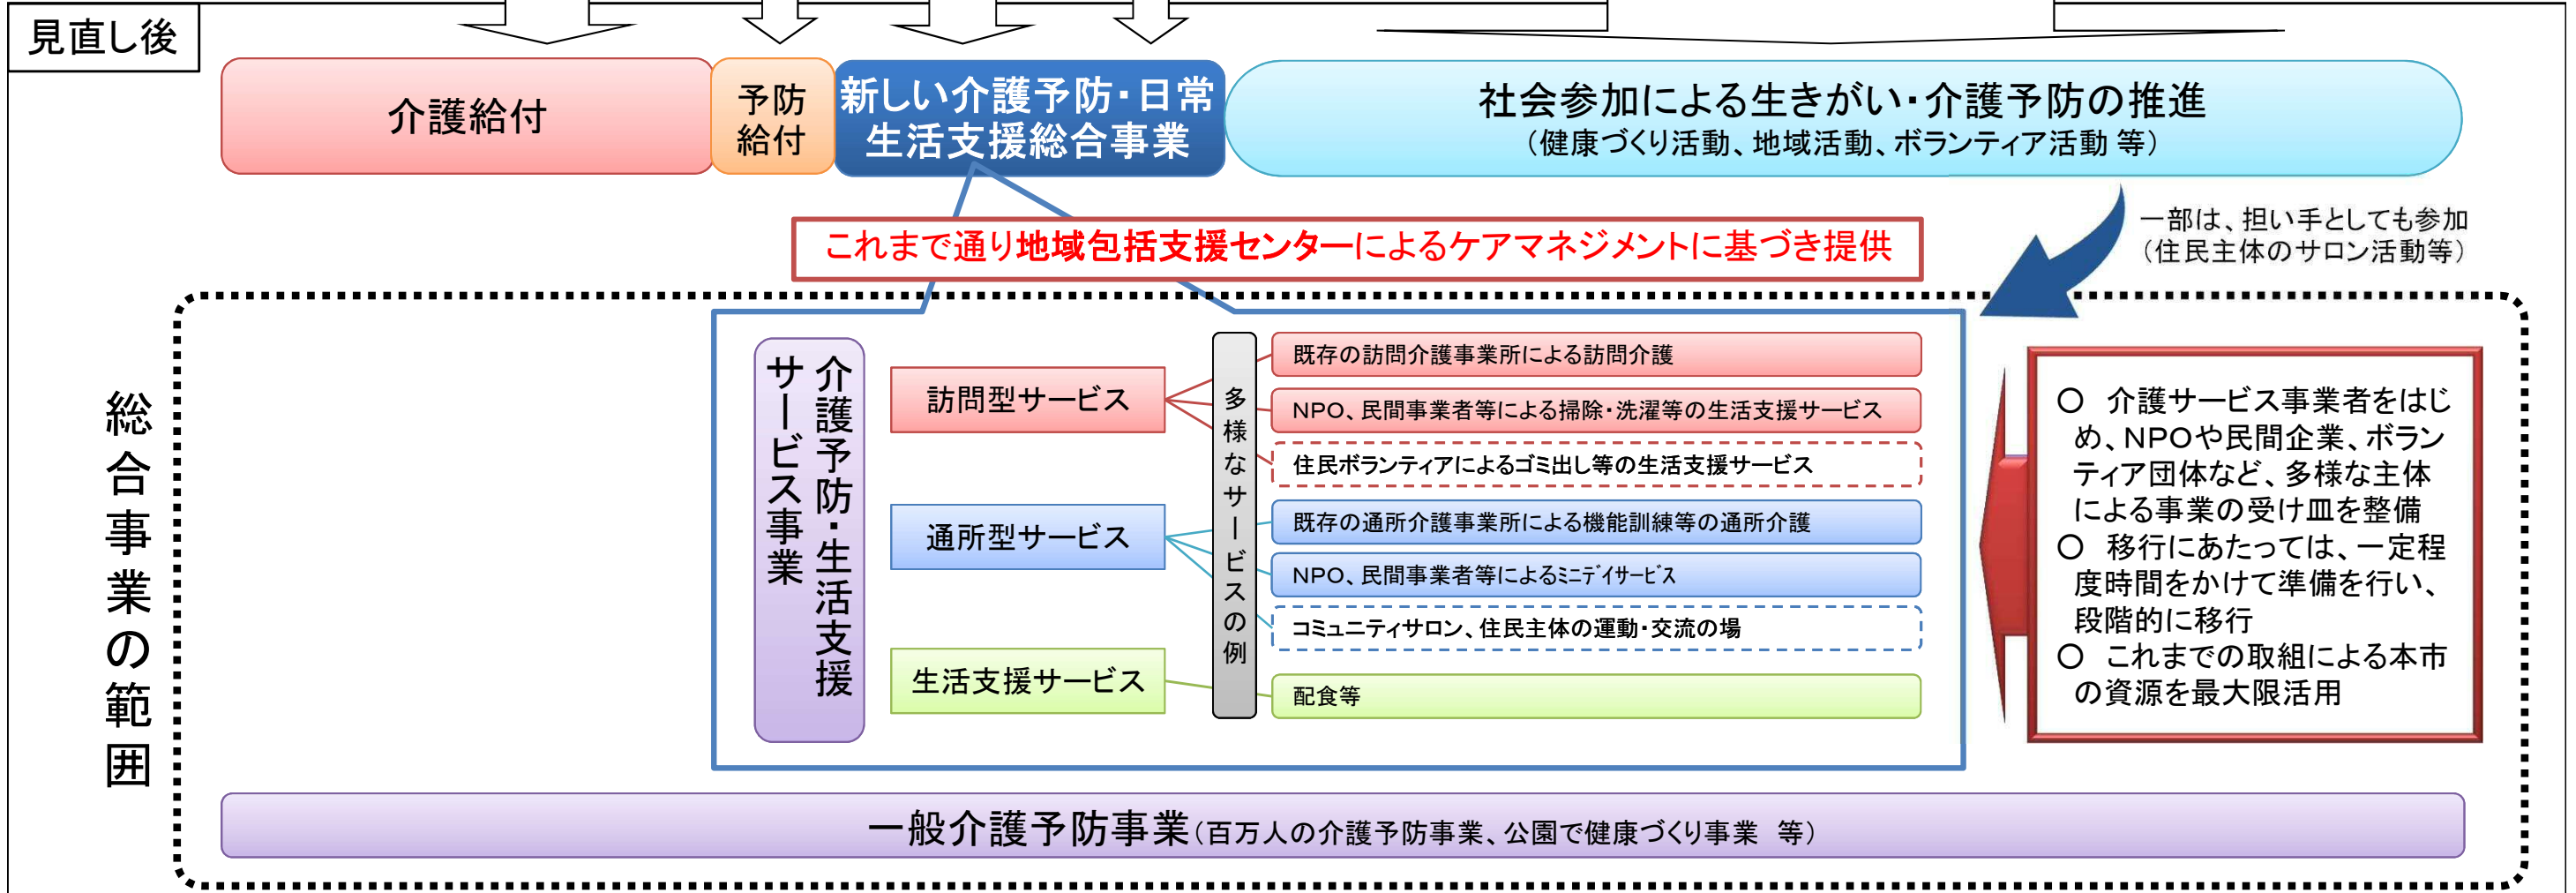 見直し後
介護給付
予防
給付
新しい介護予防・日常
生活支援総合事業
社会参加による生きがい・介護予防の推進
（健康づくり活動、地域活動、ボランティア活動 等）
一部は、担い手としても参加
（住民主体のサロン活動等）
これまで通り地域包括支援センターによるケアマネジメントに基づき提供
総合事業の範囲
介護予防・生活支援
サービス事業
訪問型サービス
通所型サービス
生活支援サービス
多様なサービスの例
既存の訪問介護事業所による訪問介護
NPO、民間事業者等による掃除・洗濯等の生活支援サービス
住民ボランティアによるゴミ出し等の生活支援サービス
既存の通所介護事業所による機能訓練等の通所介護
NPO、民間事業者等によるﾐﾆﾃﾞｲｻｰﾋﾞｽ
コミュニティサロン、住民主体の運動・交流の場
配食等
○　介護サービス事業者をはじ
め、NPOや民間企業、ボラン
ティア団体など、多様な主体
による事業の受け皿を整備
○　移行にあたっては、一定程
度時間をかけて準備を行い、
段階的に移行
○　これまでの取組による本市
の資源を最大限活用
一般介護予防事業（百万人の介護予防事業、公園で健康づくり事業　等）